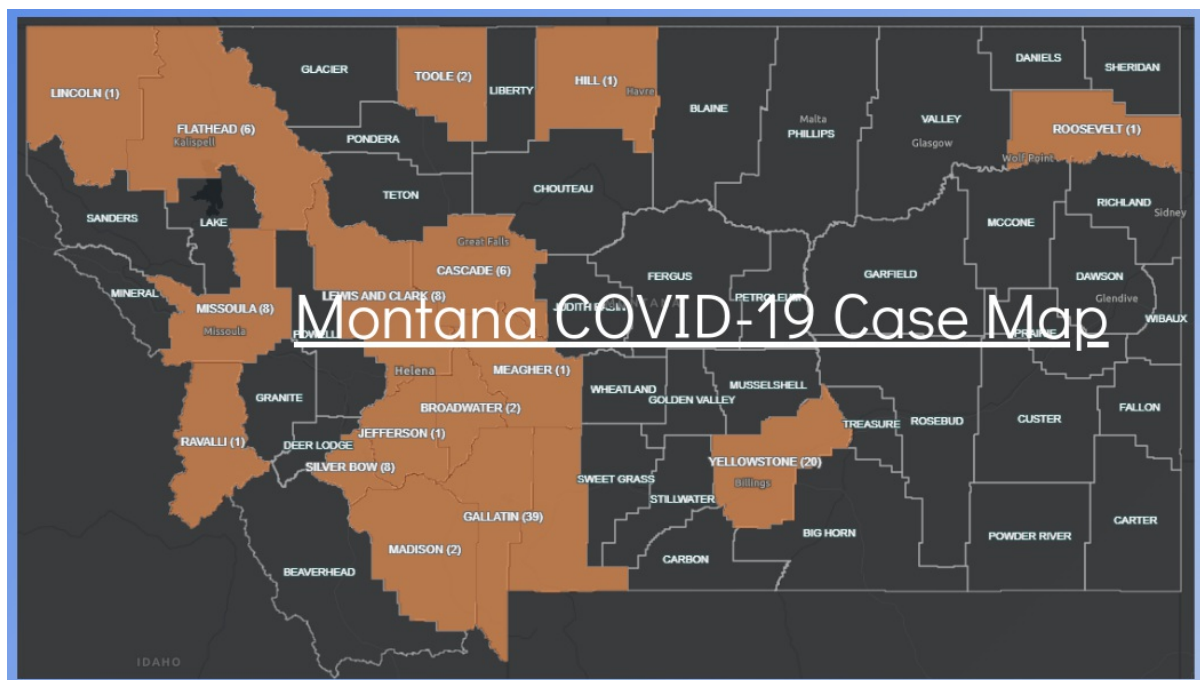 DANIELS
SHERIDAN
GLACIER
TOOLE (2)
HILL (1)
LINCOLN (1)
LIBERTY
Havre
BLAINE
Malta
VALLEY
PHILLIPS
ROOSEVELT (1)
FLATHEAD (6)
Kalispell
PONDERA
Glasgow
Wolf Point
TETON
CHOUTEAU
RICHLAND
Sidney
SANDERS
LAKE
MCCONE
Great Falls
CASCADE (6)
FERGUS
GARFIELD
DAWSON
MINERAL
LEWIS AND CLARK (8)
PETROLEUM
Glendive
MISSOULA (8)
JUDITH BASIN
WIBAUX
Missoula
POWELL
Montana COVID-19 Case Map
PRAIRIE
Helena
MEAGHER (1)
WHEATLAND
MUSSELSHELL
GRANITE
GOLDEN VALLEY
BROADWATER (2)
FALLON
CUSTER
TREASURE
ROSEBUD
JEFFERSON (1)
RAVALLI (1)
DEER LODGE
SILVER BOW (8)
YELLOWSTONE (20)
SWEET GRASS
Billings
STILLWATER
GALLATIN (39)
CARTER
BIG HORN
POWDER RIVER
MADISON (2)
CARBON
BEAVERHEAD
IDAHO